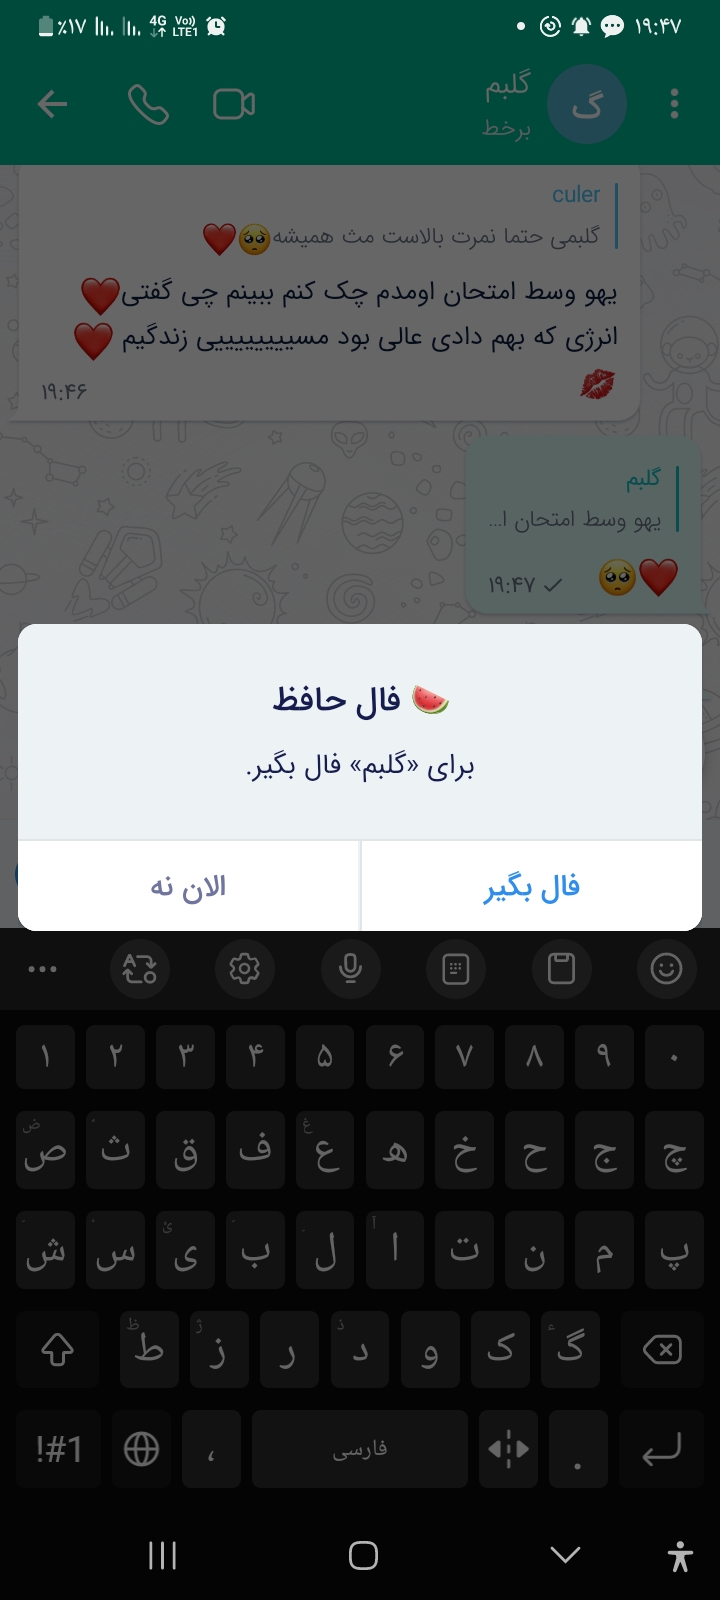 ٪۱۷ 4G Vo)) LTE1 ۱۹:۴۷
گلبم
گ
برخط
culer
گلبمی حتما نمرت بالاست مث همیشه🥺❤️
یهو وسط امتحان اومدم چک کنم ببینم چی گفتی❤️
انرژی که بهم دادی عالی بود مسییییییییی زندگیم ❤️
💋
۱۹:۴۶
گلبم
یهو وسط امتحان ا...
❤️🥺
۱۹:۴۷
🍉 فال حافظ
برای «گلبم» فال بگیر.
فال بگیر
الان نه
۱ ۲ ۳ ۴ ۵ ۶ ۷ ۸ ۹ ۰
ض ص ث ق ف غ ع ه خ ح ج چ
ش س ئ ی ب ل آ ا ت ن م پ
ظ ط ژ ز ر ذ د و ک ء گ
!#1 ، فارسی .